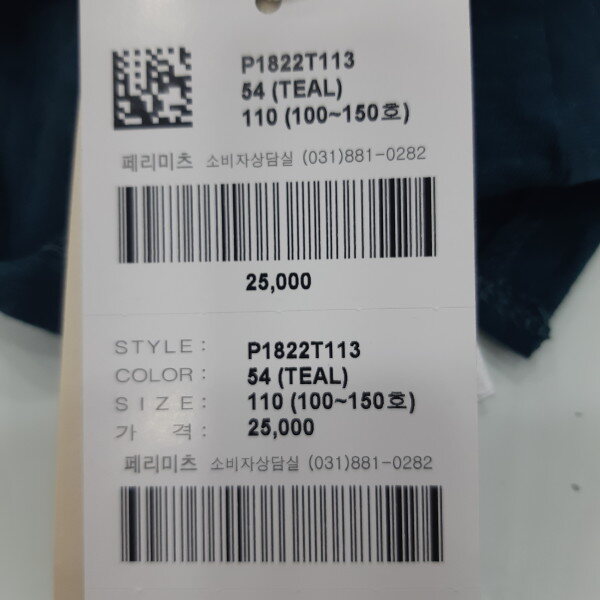 P1822T113
54 (TEAL)
110 (100~150호)
페리미츠 소비자상담실 (031)881-0282
25,000
STYLE: P1822T113
COLOR: 54 (TEAL)
SIZE: 110 (100~150호)
가 격: 25,000
페리미츠 소비자상담실 (031)881-0282